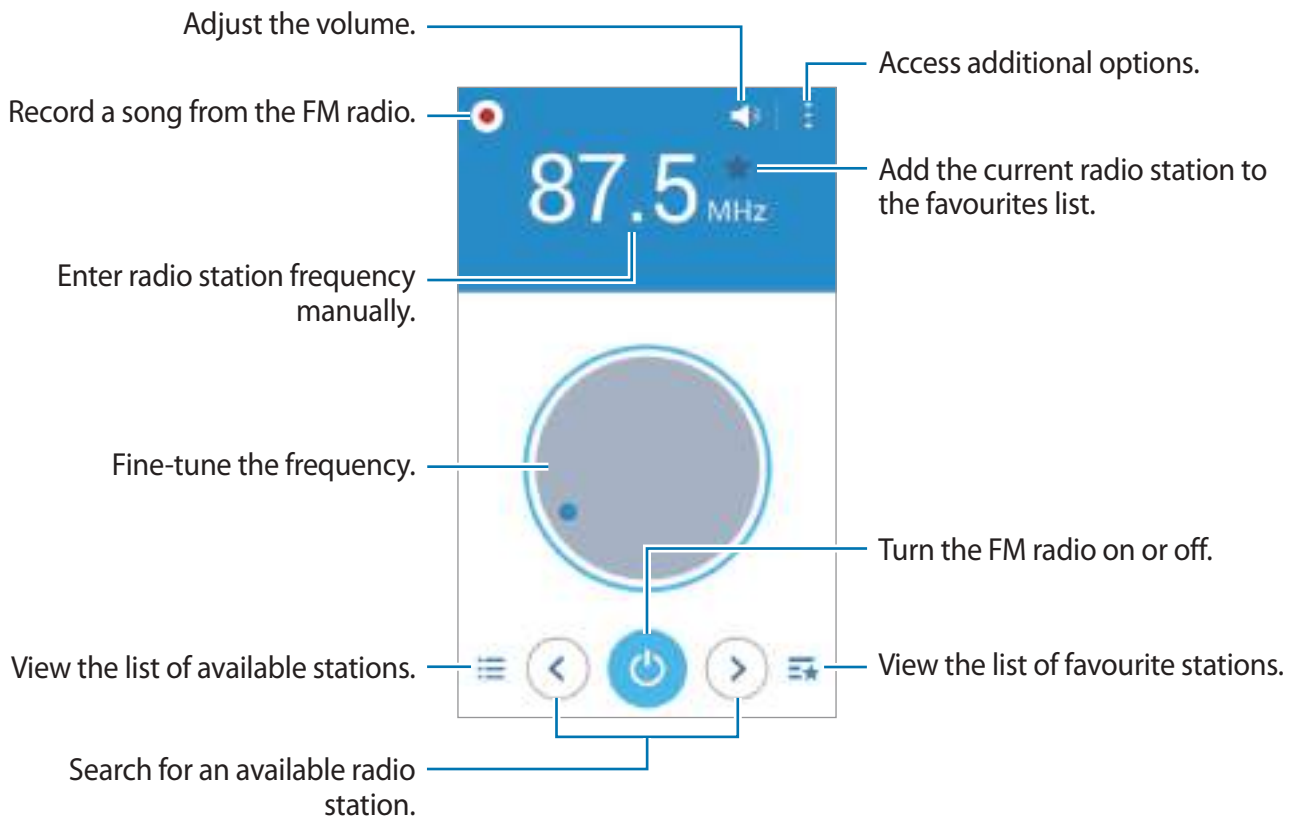 Adjust the volume.
Access additional options.
Record a song from the FM radio.
87.5 MHz
Add the current radio station to
the favourites list.
Enter radio station frequency
manually.
Fine-tune the frequency.
Turn the FM radio on or off.
View the list of available stations.
View the list of favourite stations.
Search for an available radio
station.